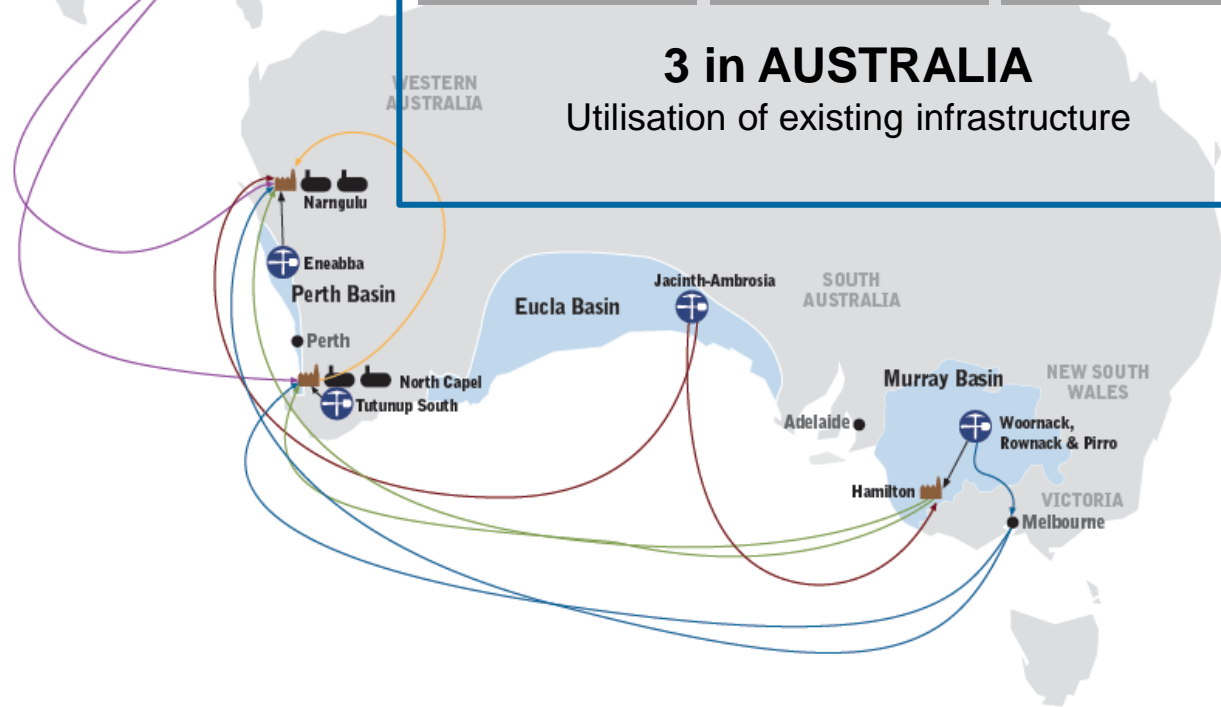 3 in AUSTRALIA
Utilisation of existing infrastructure
WESTERN
AUSTRALIA
Narngulu
Eneabba
Perth Basin
Perth
North Capel
Tutunup South
Eucla Basin
Jacinth-Ambrosia
SOUTH
AUSTRALIA
Murray Basin
NEW SOUTH
WALES
Adelaide
Woornack,
Rownack & Pirro
Hamilton
VICTORIA
Melbourne